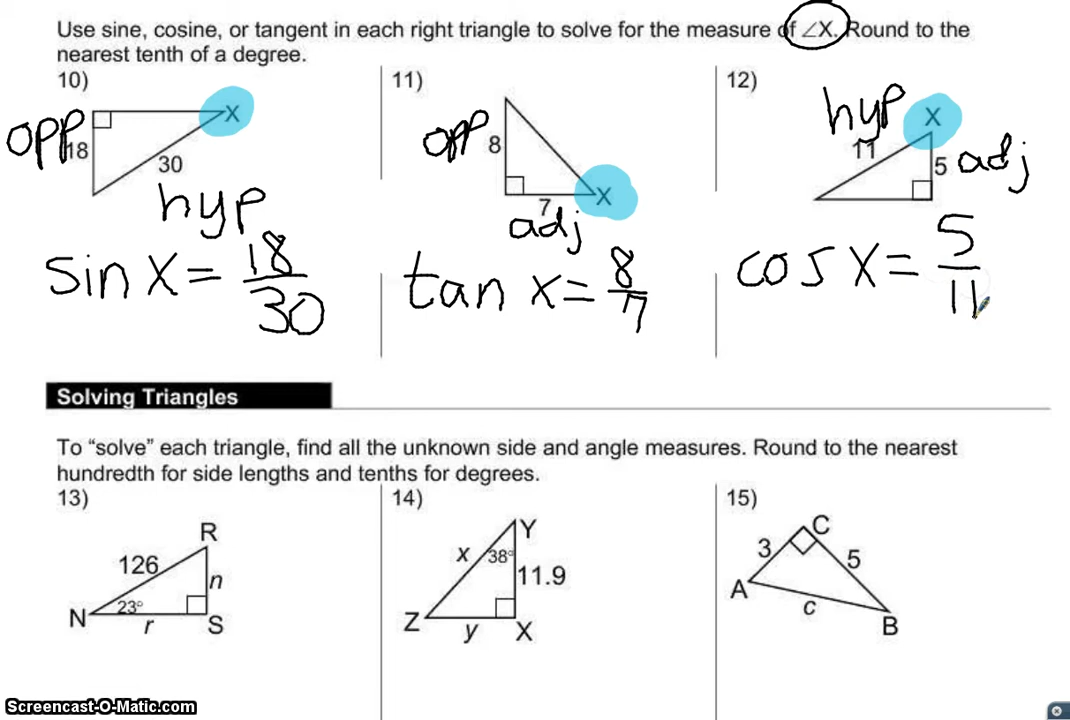 Use sine, cosine, or tangent in each right triangle to solve for the measure of ∠X. Round to the
nearest tenth of a degree.
10)
X
opp
18
30
hyp
sin X = 18/30
11)
opp
8
X
7
adj
tan x = 8/7
12)
hyp
X
11
5
adj
cos X = 5/11
Solving Triangles
To “solve” each triangle, find all the unknown side and angle measures. Round to the nearest
hundredth for side lengths and tenths for degrees.
13)
R
126
n
N
23°
r
S
14)
Y
x
38°
11.9
Z
y
X
15)
C
3
5
A
c
B
Screencast-O-Matic.com